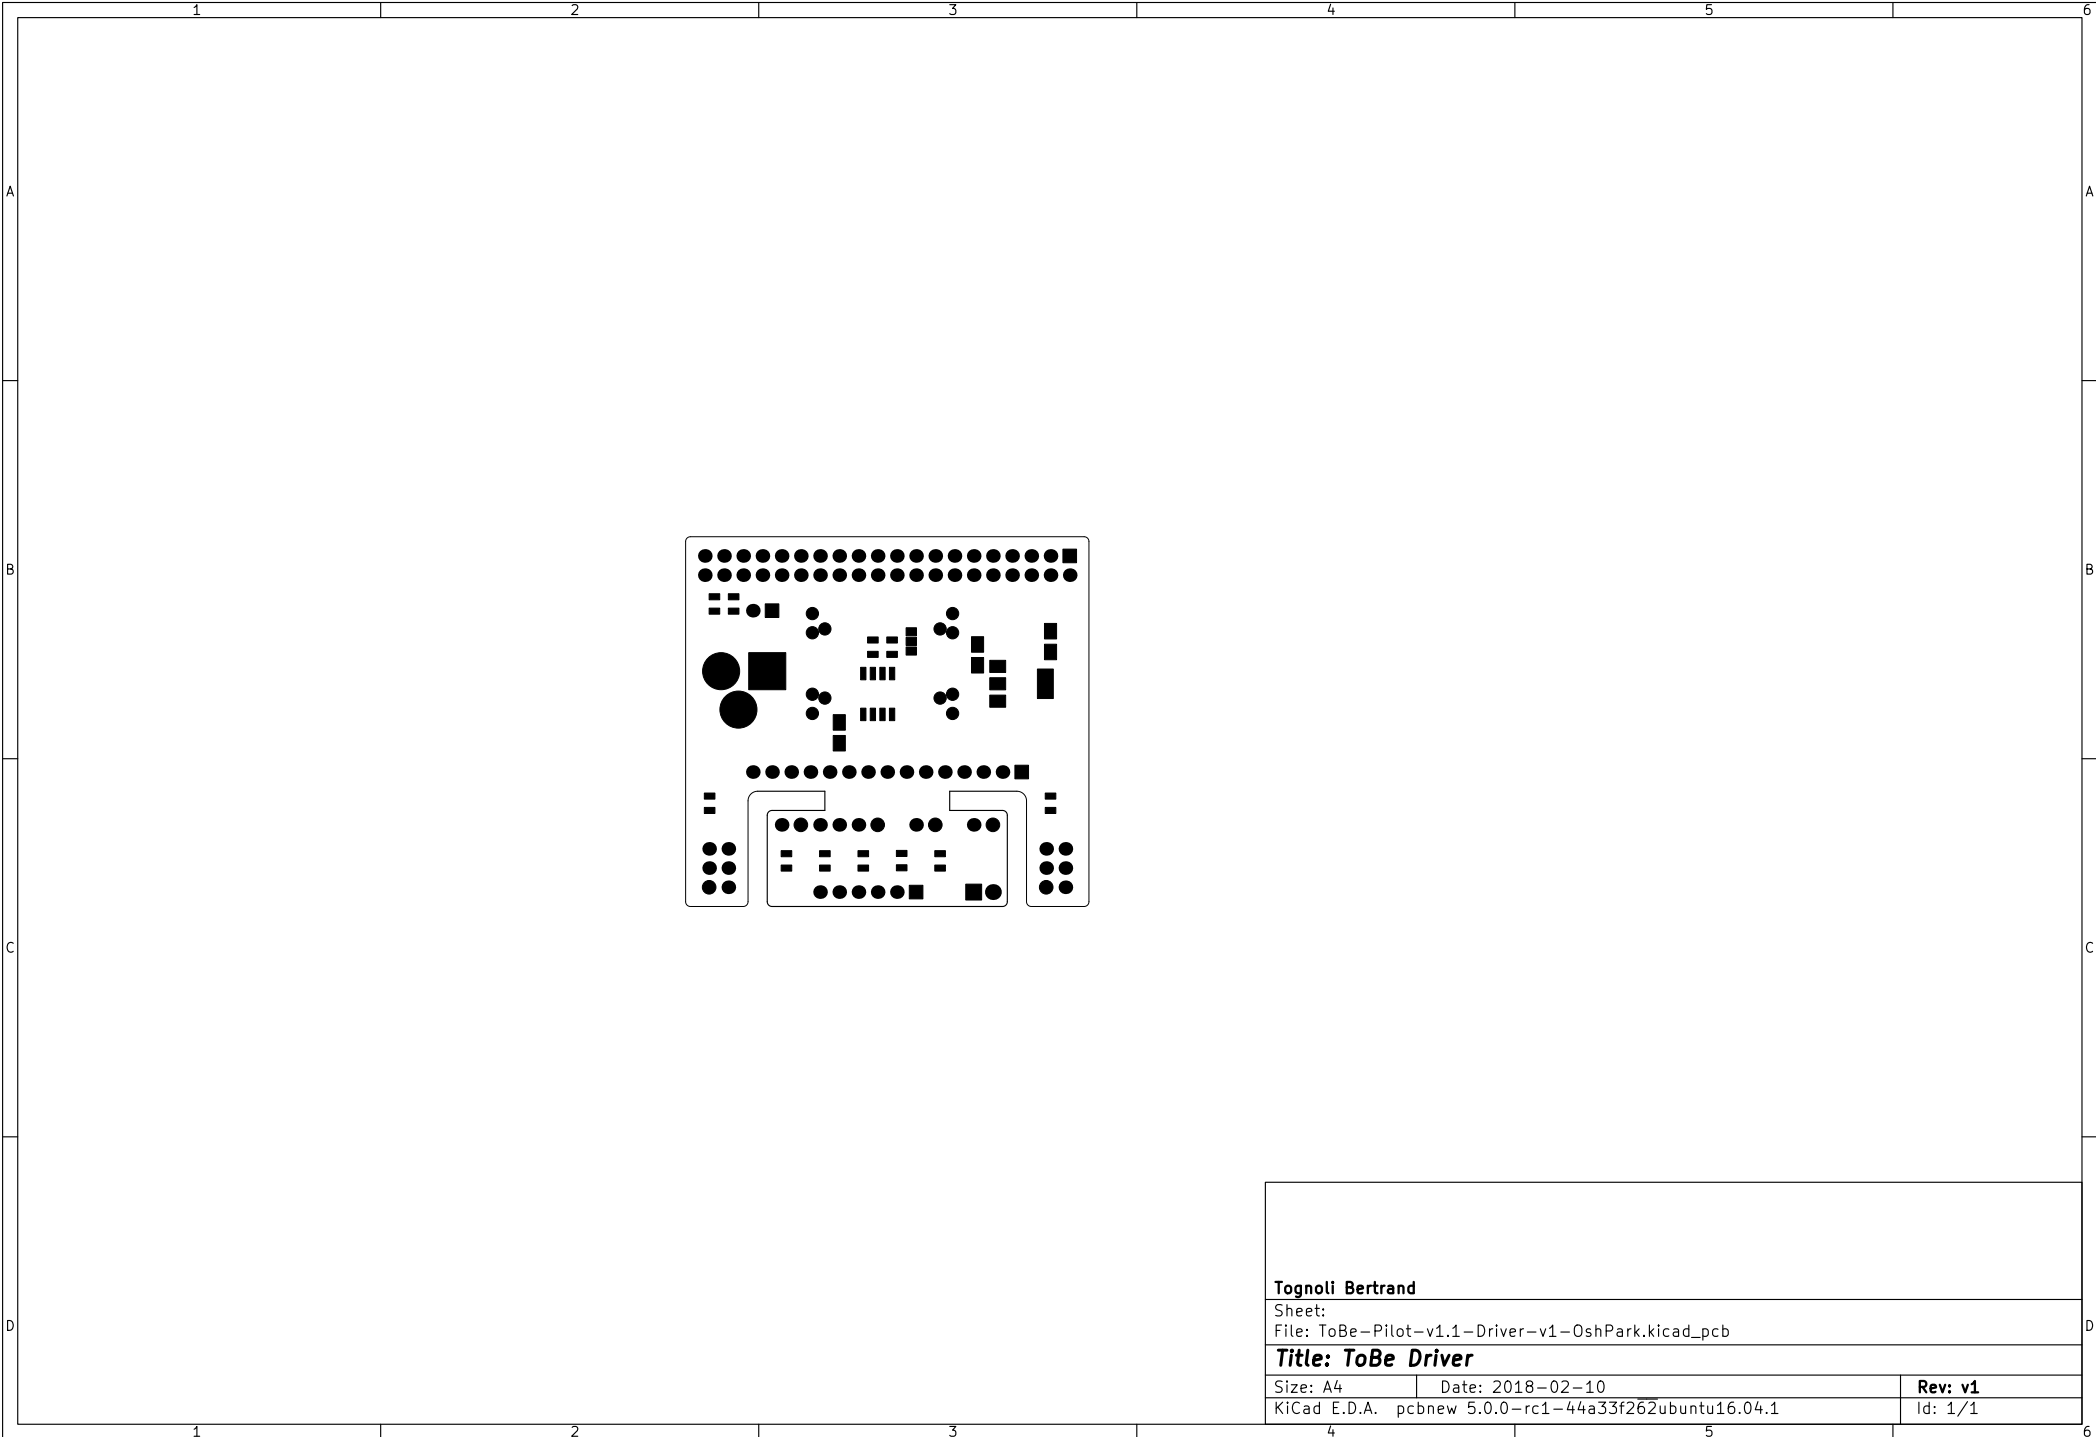 1 2 3 4 5 6
A A
B B
C C
D D
Tognoli Bertrand
Sheet:
File: ToBe-Pilot-v1.1-Driver-v1-OshPark.kicad_pcb
Title: ToBe Driver
Size: A4 Date: 2018-02-10 Rev: v1
KiCad E.D.A. pcbnew 5.0.0-rc1-44a33f262ubuntu16.04.1 Id: 1/1
1 2 3 4 5 6